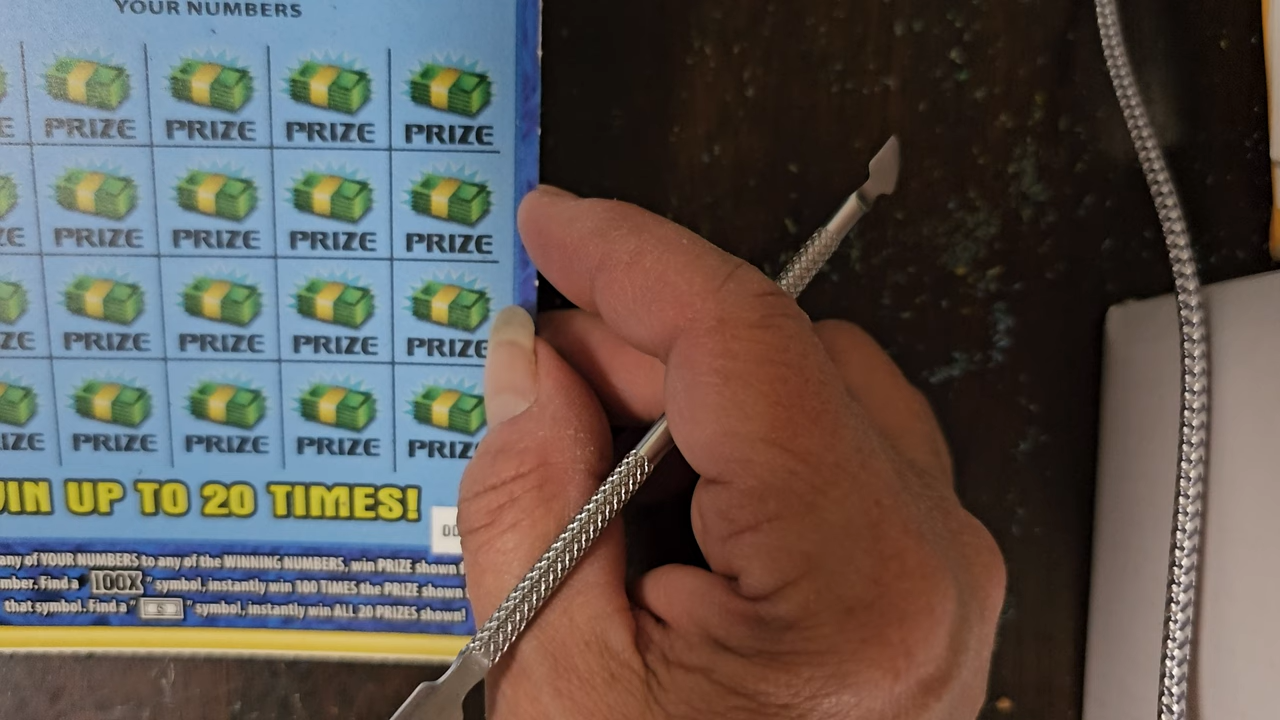 YOUR NUMBERS
PRIZE PRIZE PRIZE PRIZE
PRIZE PRIZE PRIZE PRIZE
PRIZE PRIZE PRIZE PRIZE
PRIZE PRIZE PRIZE
UP TO 20 TIMES!
any of YOUR NUMBERS to any of the WINNING NUMBERS, win PRIZE shown
Find a " 100X " symbol, instantly win 100 TIMES the PRIZE shown
that symbol. Find a " $ " symbol, instantly win ALL 20 PRIZES shown!